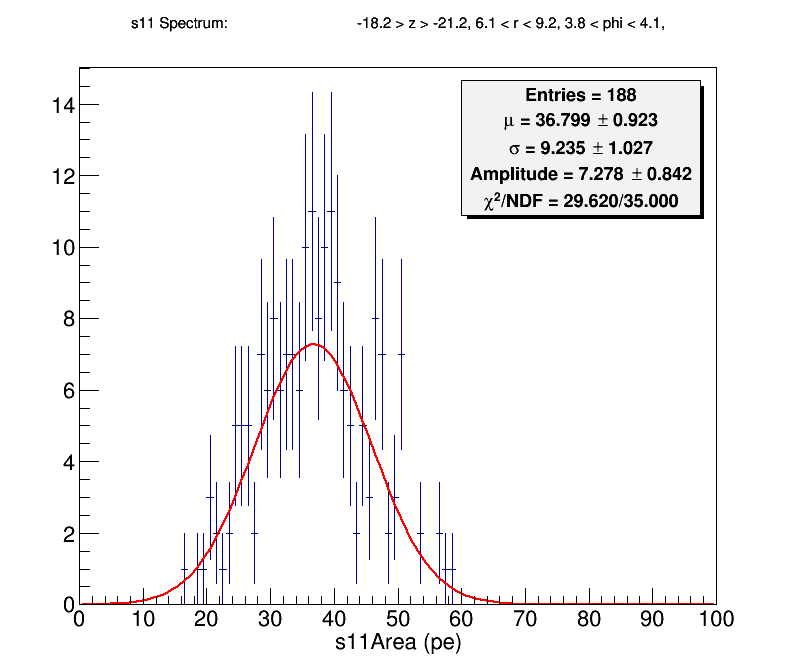 s11 Spectrum: -18.2 > z > -21.2, 6.1 < r < 9.2, 3.8 < phi < 4.1,
Entries = 188
μ = 36.799 ± 0.923
σ = 9.235 ± 1.027
Amplitude = 7.278 ± 0.842
χ²/NDF = 29.620/35.000
14
12
10
8
6
4
2
0
0 10 20 30 40 50 60 70 80 90 100
s11Area (pe)